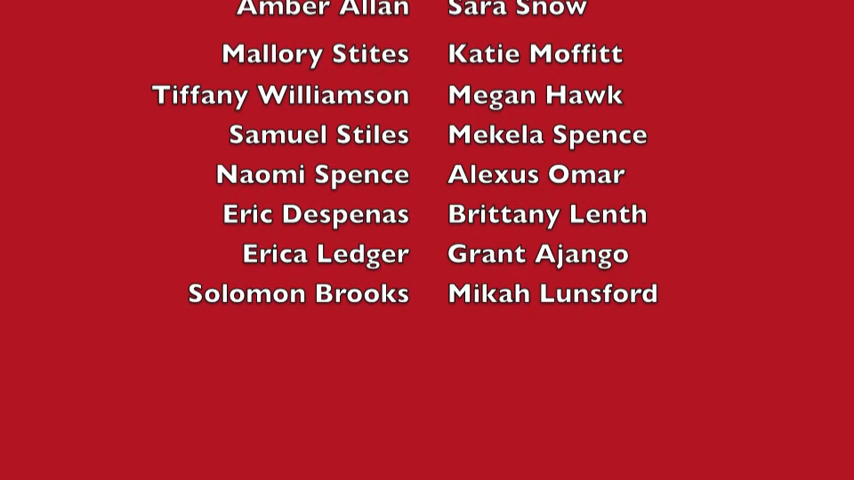 Amber Allan Sara Snow
Mallory Stites Katie Moffitt
Tiffany Williamson Megan Hawk
Samuel Stiles Mekela Spence
Naomi Spence Alexus Omar
Eric Despenas Brittany Lenth
Erica Ledger Grant Ajango
Solomon Brooks Mikah Lunsford